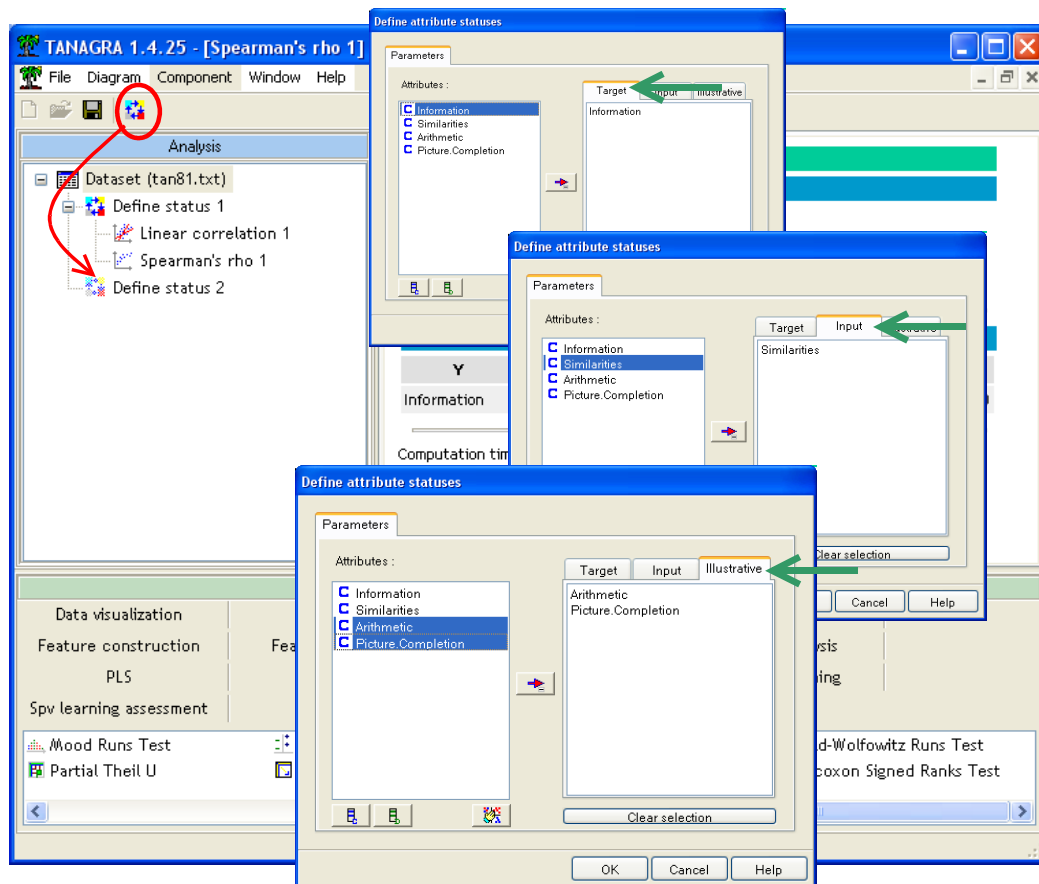 TANAGRA 1.4.25 - [Spearman's rho 1]
File Diagram Component Window Help
Analysis
Dataset (tan81.txt)
Define status 1
Linear correlation 1
Spearman's rho 1
Define status 2
Define attribute statuses
Parameters
Attributes :
Information
Similarities
Arithmetic
Picture.Completion
Target Input Illustrative
Information
Define attribute statuses
Parameters
Attributes :
Information
Similarities
Arithmetic
Picture.Completion
Target Input
Similarities
Clear selection
Cancel Help
Y
Information
Computation tim
Define attribute statuses
Parameters
Attributes :
Information
Similarities
Arithmetic
Picture.Completion
Target Input Illustrative
Arithmetic
Picture.Completion
Clear selection
OK Cancel Help
Data visualization
Feature construction Fea
PLS
Spv learning assessment
Mood Runs Test
Partial Theil U
d-Wolfowitz Runs Test
coxon Signed Ranks Test